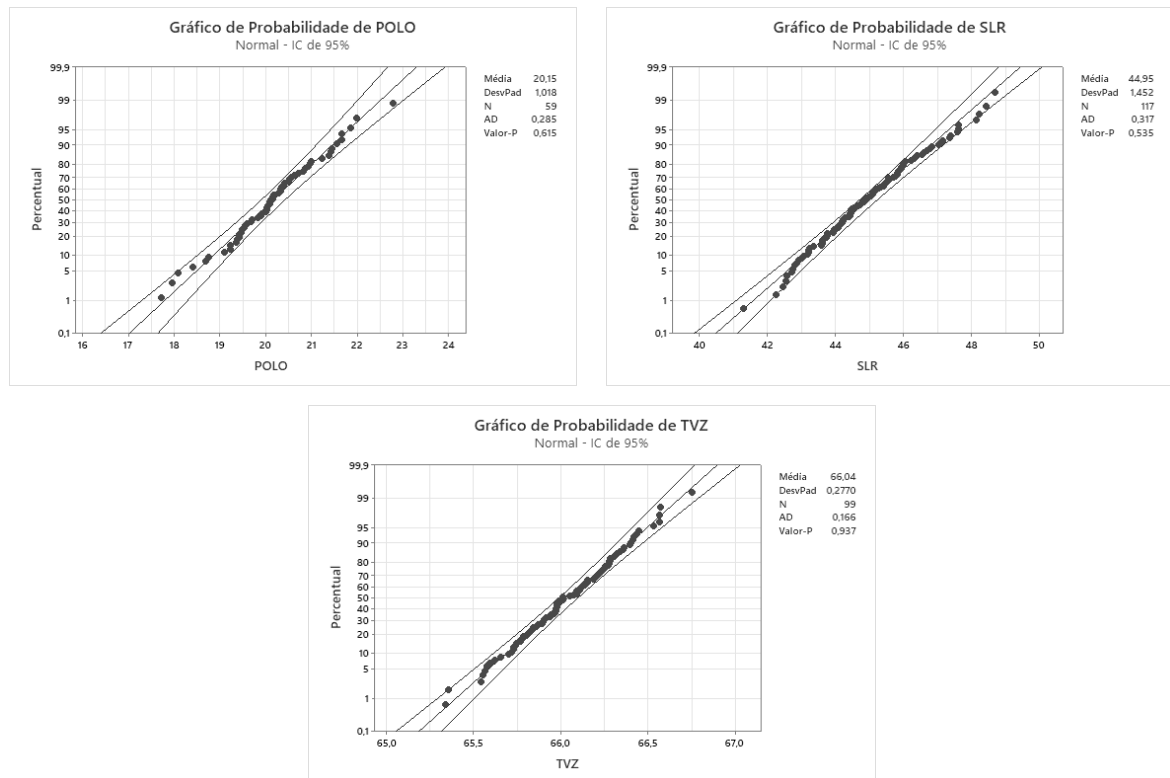 Gráfico de Probabilidade de POLO
Normal - IC de 95%
99,9
99
95
90
80
70
60
50
40
30
20
10
5
1
0,1
Percentual
16 17 18 19 20 21 22 23 24
POLO
Média 20,15
DesvPad 1,018
N 59
AD 0,285
Valor-P 0,615
Gráfico de Probabilidade de SLR
Normal - IC de 95%
99,9
99
95
90
80
70
60
50
40
30
20
10
5
1
0,1
Percentual
40 42 44 46 48 50
SLR
Média 44,95
DesvPad 1,452
N 117
AD 0,317
Valor-P 0,535
Gráfico de Probabilidade de TVZ
Normal - IC de 95%
99,9
99
95
90
80
70
60
50
40
30
20
10
5
1
0,1
Percentual
65,0 65,5 66,0 66,5 67,0
TVZ
Média 66,04
DesvPad 0,2770
N 99
AD 0,166
Valor-P 0,937